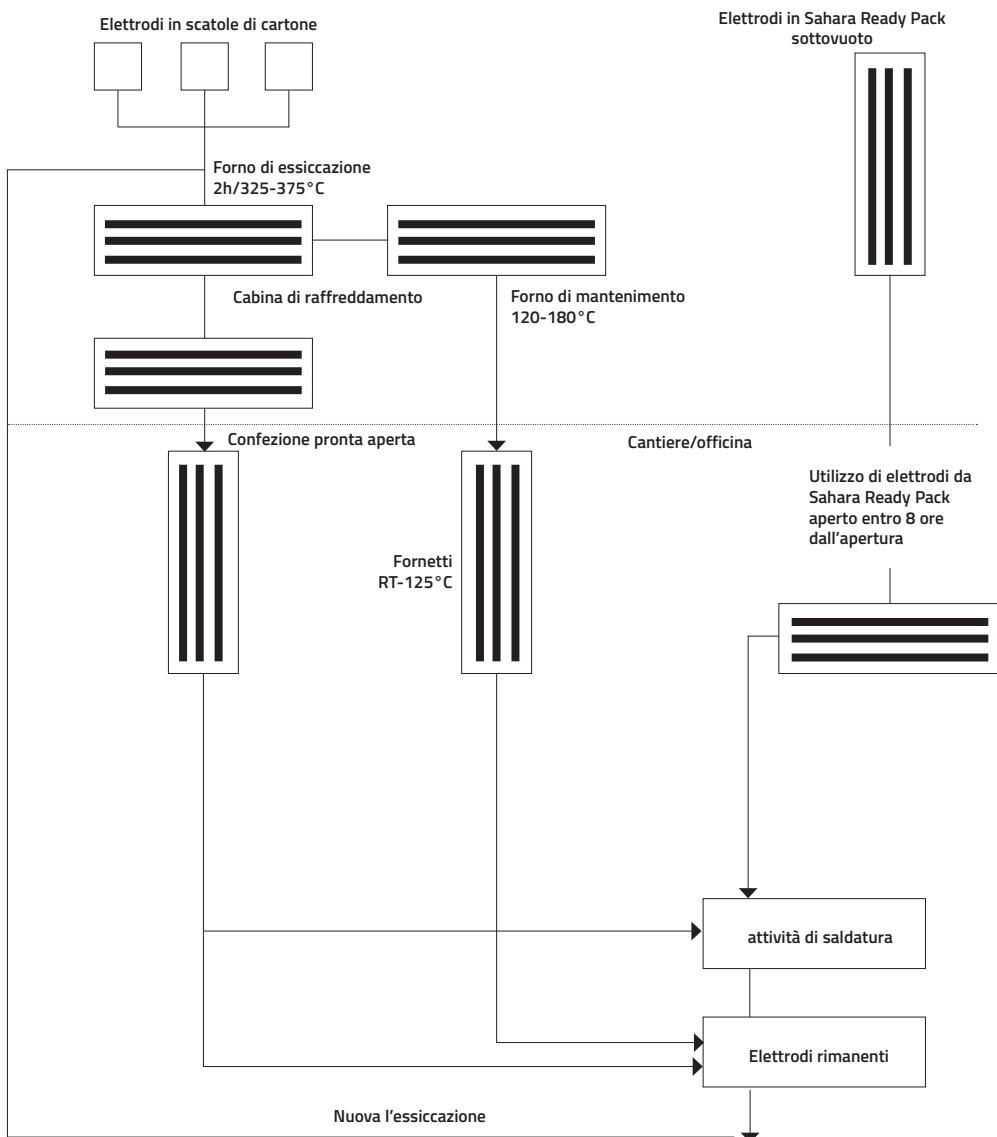 Elettrodi in scatole di cartone
Elettrodi in Sahara Ready Pack
sottovuoto
Forno di essiccazione
2h/325-375°C
Cabina di raffreddamento
Forno di mantenimento
120-180°C
Confezione pronta aperta
Cantiere/officina
Utilizzo di elettrodi da
Sahara Ready Pack
aperto entro 8 ore
dall'apertura
Fornetti
RT-125°C
attività di saldatura
Elettrodi rimanenti
Nuova l'essiccazione